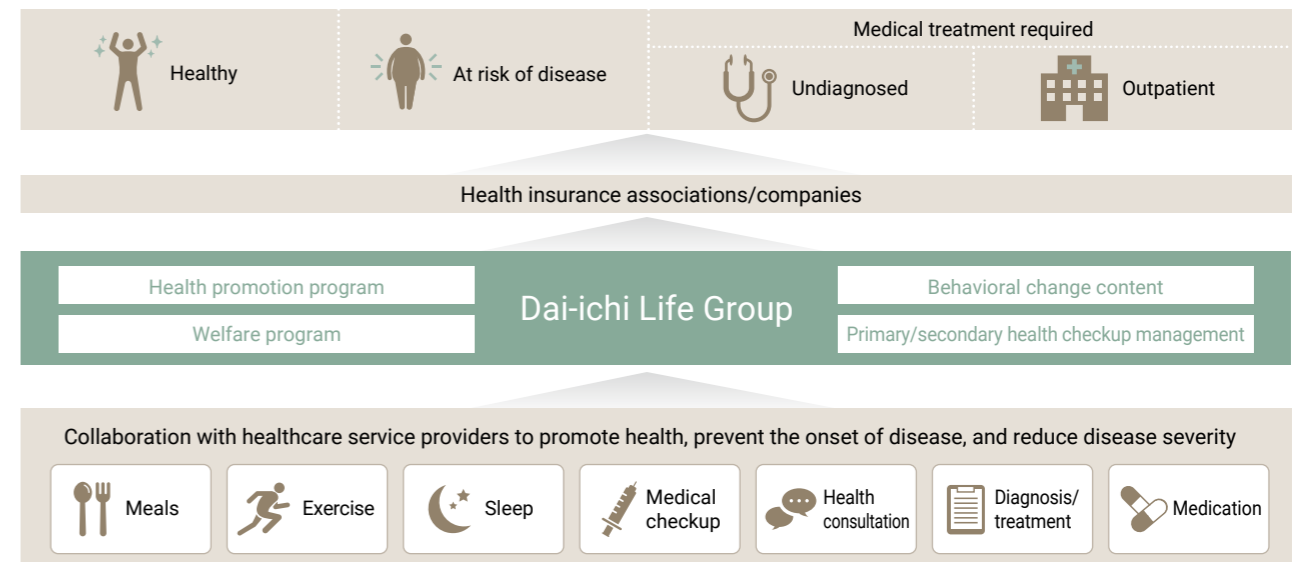 Medical treatment required
Healthy
At risk of disease
Undiagnosed
Outpatient
Health insurance associations/companies
Health promotion program
Welfare program
Dai-ichi Life Group
Behavioral change content
Primary/secondary health checkup management
Collaboration with healthcare service providers to promote health, prevent the onset of disease, and reduce disease severity
Meals
Exercise
Sleep
Medical
checkup
Health
consultation
Diagnosis/
treatment
Medication